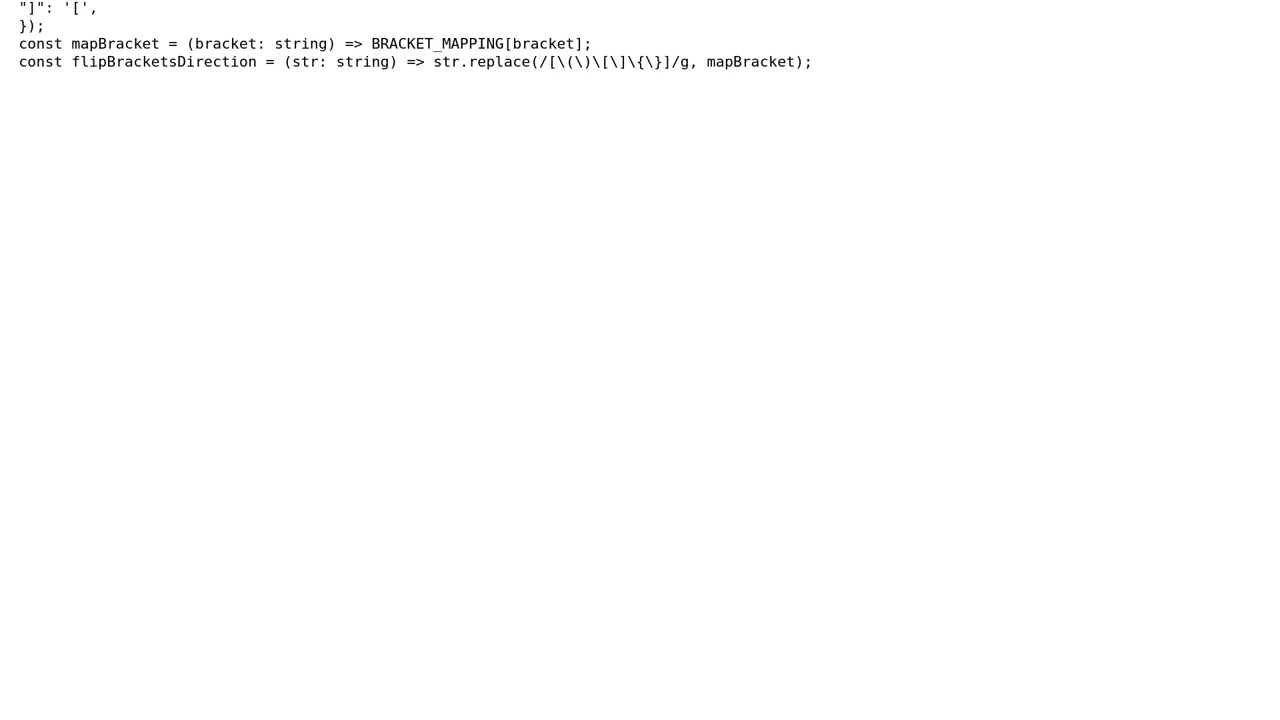 "]": '[',
});
const mapBracket = (bracket: string) => BRACKET_MAPPING[bracket];
const flipBracketsDirection = (str: string) => str.replace(/[\(\)\[\]\{\}]/g, mapBracket);